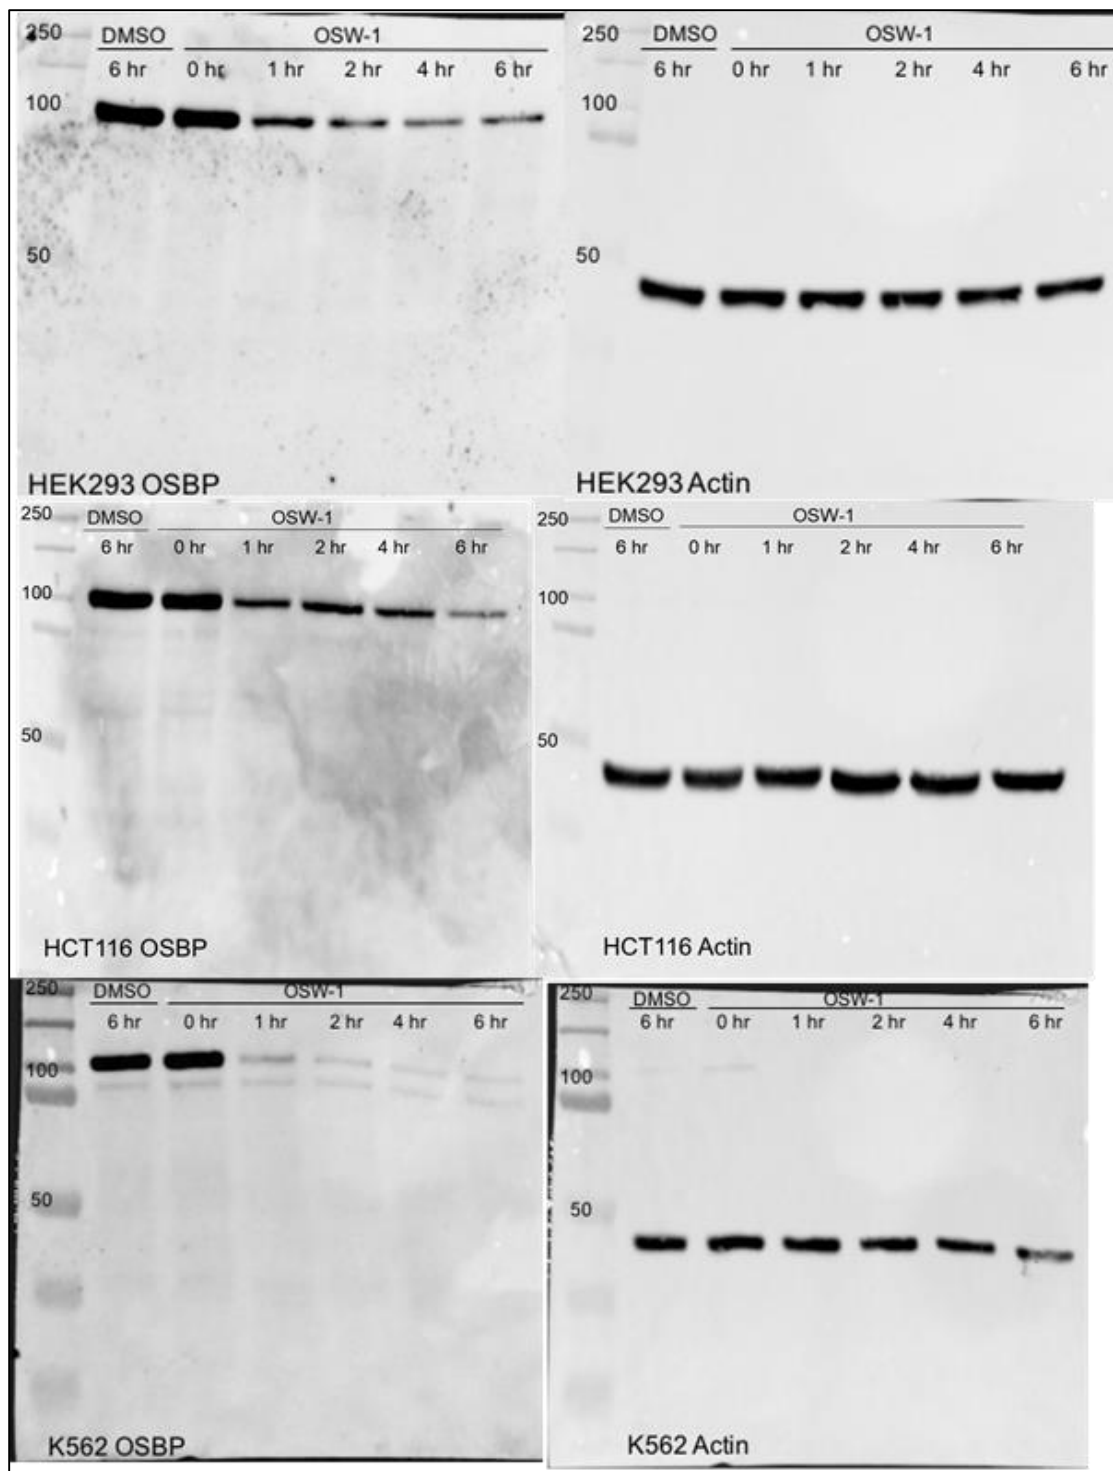 250 DMSO OSW-1
6 hr 0 hr 1 hr 2 hr 4 hr 6 hr
100
50
HEK293 OSBP
250 DMSO OSW-1
6 hr 0 hr 1 hr 2 hr 4 hr 6 hr
100
50
HEK293 Actin
250 DMSO OSW-1
6 hr 0 hr 1 hr 2 hr 4 hr 6 hr
100
50
HCT116 OSBP
250 DMSO OSW-1
6 hr 0 hr 1 hr 2 hr 4 hr 6 hr
100
50
HCT116 Actin
250 DMSO OSW-1
6 hr 0 hr 1 hr 2 hr 4 hr 6 hr
100
50
K562 OSBP
250 DMSO OSW-1
6 hr 0 hr 1 hr 2 hr 4 hr 6 hr
100
50
K562 Actin